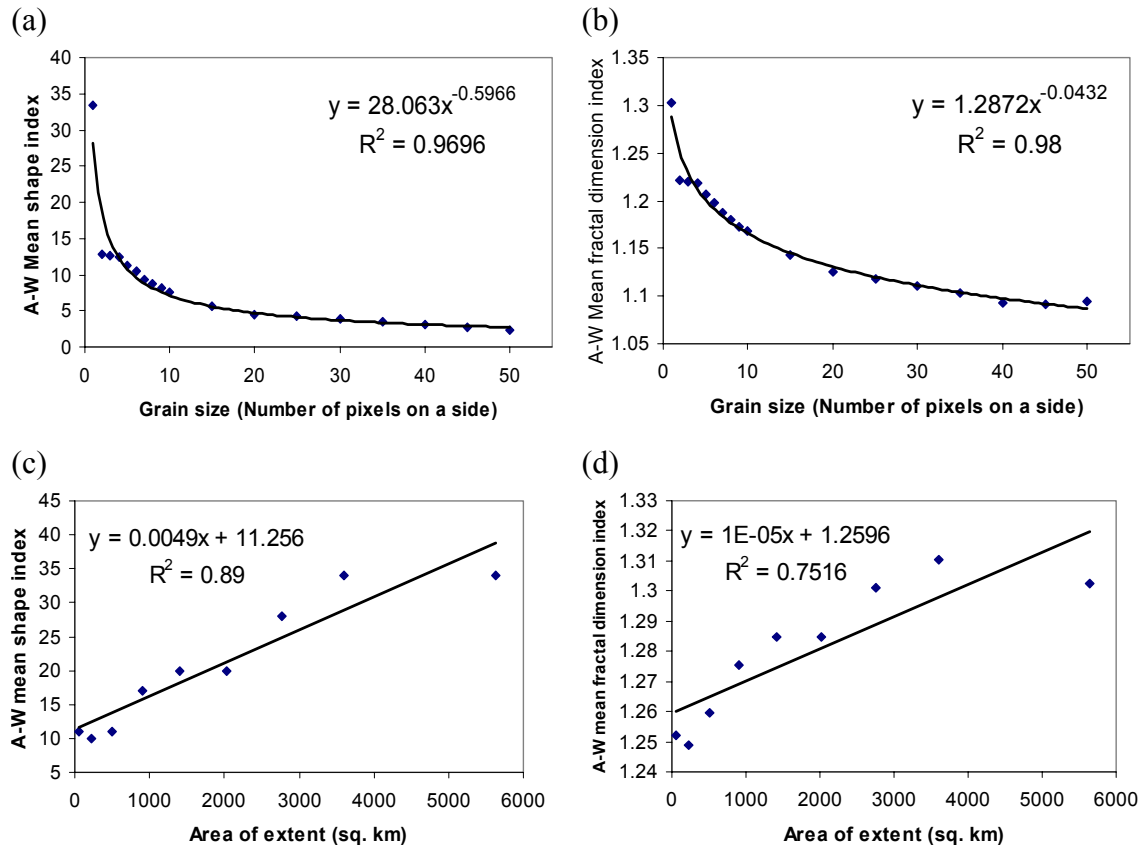 (a)
40
35
30
25
20
15
10
5
0
A-W Mean shape index
y = 28.063x^-0.5966
R^2 = 0.9696
0 10 20 30 40 50
Grain size (Number of pixels on a side)
(b)
1.35
1.3
1.25
1.2
1.15
1.1
1.05
A-W Mean fractal dimension index
y = 1.2872x^-0.0432
R^2 = 0.98
0 10 20 30 40 50
Grain size (Number of pixels on a side)
(c)
45
40
35
30
25
20
15
10
5
A-W mean shape index
y = 0.0049x + 11.256
R^2 = 0.89
0 1000 2000 3000 4000 5000 6000
Area of extent (sq. km)
(d)
1.33
1.32
1.31
1.3
1.29
1.28
1.27
1.26
1.25
1.24
A-W mean fractal dimension index
y = 1E-05x + 1.2596
R^2 = 0.7516
0 1000 2000 3000 4000 5000 6000
Area of extent (sq. km)